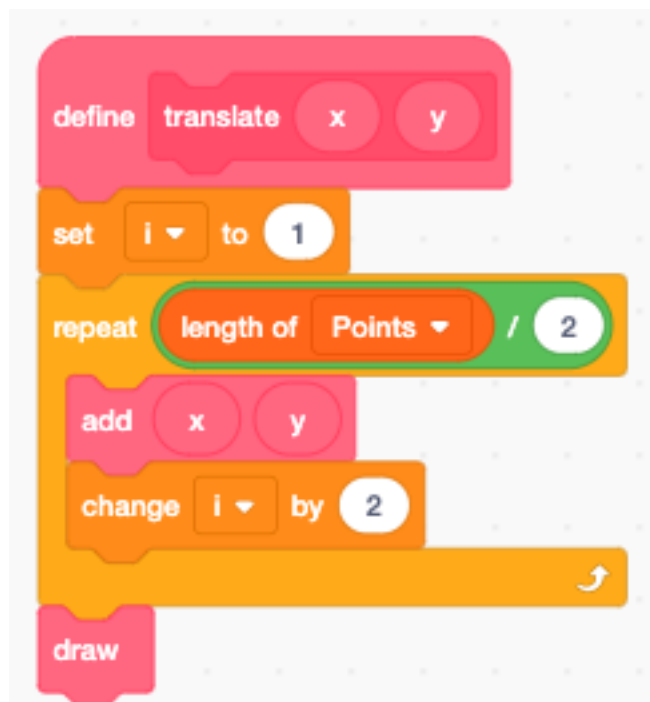 define translate x y
set i to 1
repeat length of Points / 2
add x y
change i by 2
draw